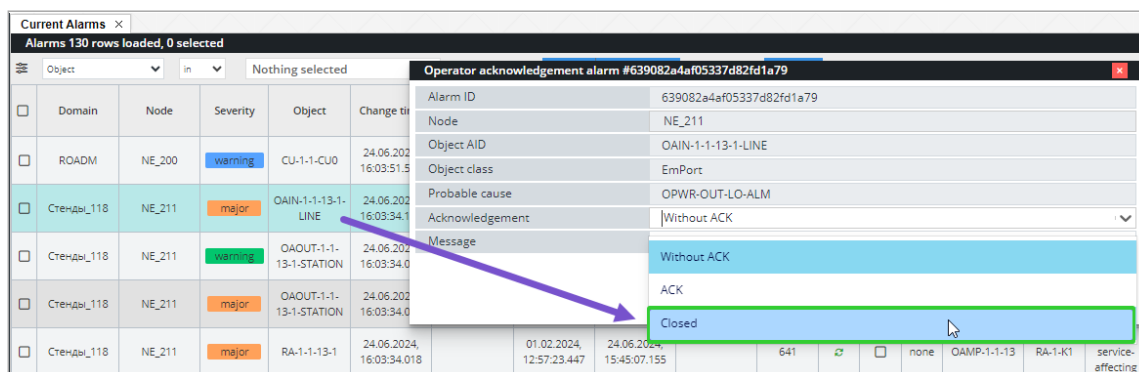 Current Alarms ×
Alarms 130 rows loaded, 0 selected
Object in Nothing selected
Operator acknowledgement alarm #639082a4af05337d82fd1a79
Alarm ID 639082a4af05337d82fd1a79
Node NE_211
Object AID OAIN-1-1-13-1-LINE
Object class EmPort
Probable cause OPWR-OUT-LO-ALM
Acknowledgement Without ACK
Message
Without ACK
ACK
Closed
Domain Node Severity Object Change
ROADM NE_200 warning CU-1-1-CU0 24.06.202
16:03:51.5
Стенды_118 NE_211 major OAIN-1-1-13-1-
LINE 24.06.202
16:03:34.1
Стенды_118 NE_211 warning OAOUT-1-1-
13-1-STATION 24.06.202
16:03:34.0
Стенды_118 NE_211 major OAOUT-1-1-
13-1-STATION 24.06.202
16:03:34.0
Стенды_118 NE_211 major RA-1-1-13-1 24.06.2024,
16:03:34.018 01.02.2024,
12:57:23.447 24.06.2024,
15:45:07.155 641 none OAMP-1-1-13 RA-1-K1 service-
affecting